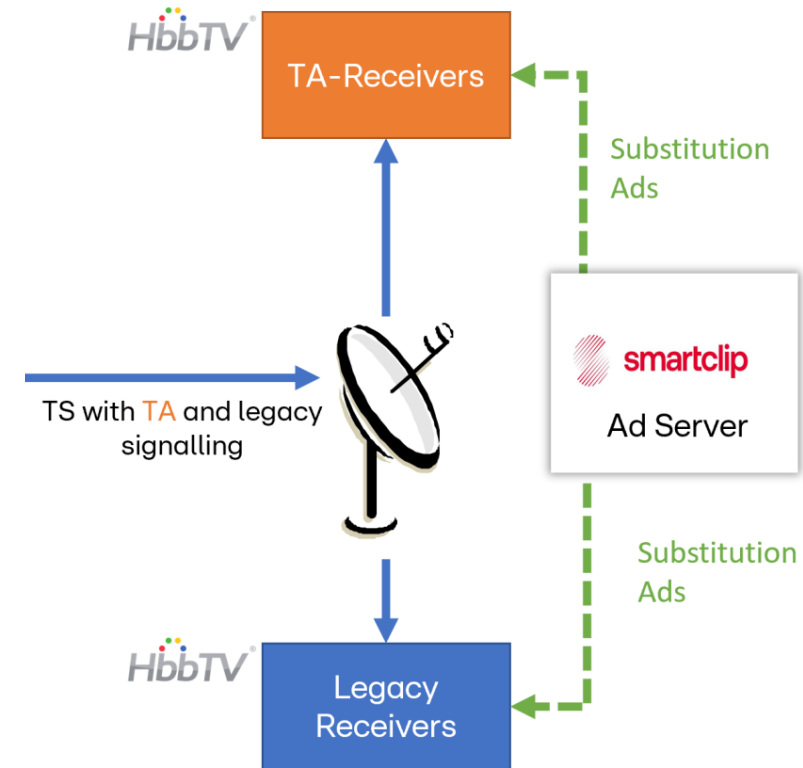 HbbTV
TA-Receivers
Substitution
Ads
smartclip
Ad Server
TS with TA and legacy
signalling
Substitution
Ads
HbbTV
Legacy
Receivers